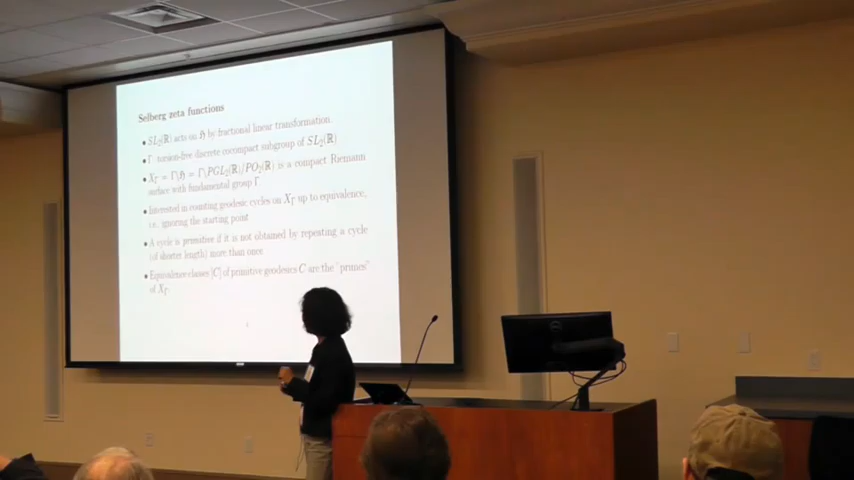 Selberg zeta functions
• SL₂(ℝ) acts on ℌ by fractional linear transformation.
• Γ: torsion-free discrete cocompact subgroup of SL₂(ℝ)
• X_Γ = Γ\ℌ = Γ\PGL₂(ℝ)/PO₂(ℝ) is a compact Riemann
surface with fundamental group Γ.
• Interested in counting geodesic cycles on X_Γ up to equivalence,
i.e. ignoring the starting point
• A cycle is primitive if it is not obtained by repeating a cycle
(of shorter length) more than once
• Equivalence classes [C] of primitive geodesics C are the "primes"
of X_Γ.